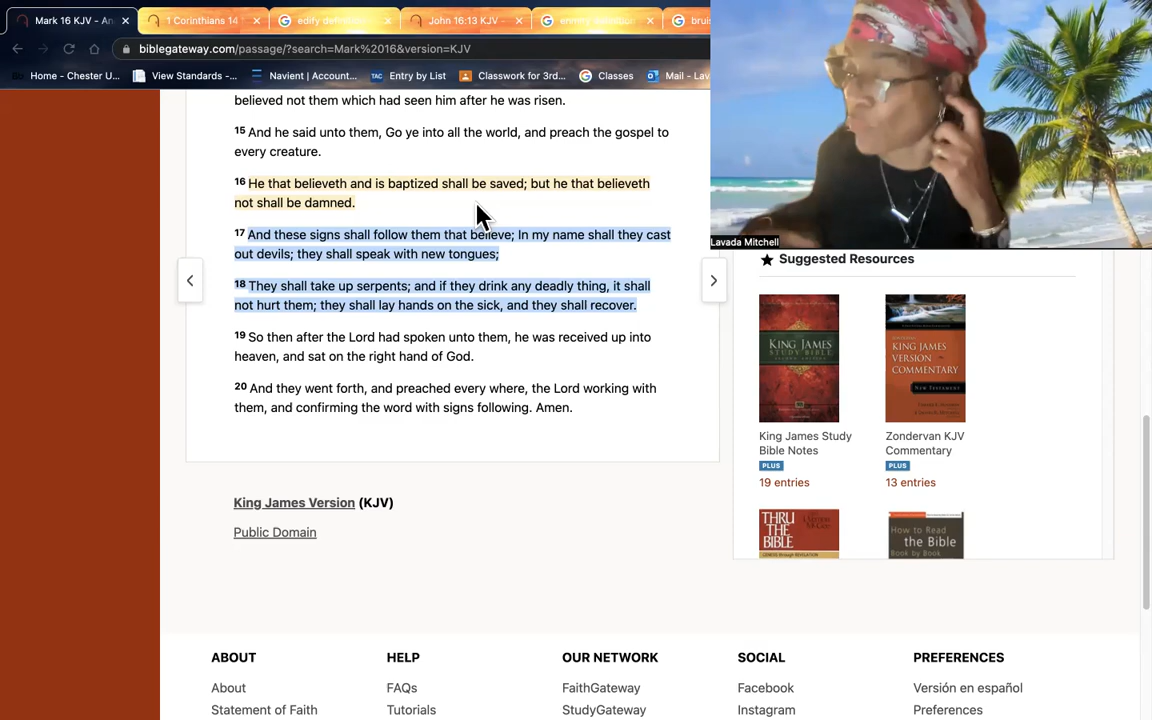 Mark 16 KJV - An
1 Corinthians 14
edify defin
John 16:13 KJV
bruis
biblegateway.com/passage/?search=Mark%2016&version=KJV
Home - Chester U...
View Standards -...
Navient | Account...
TAC Entry by List
Classwork for 3rd...
Classes
Mail - Lav
believed not them which had seen him after he was risen.
15 And he said unto them, Go ye into all the world, and preach the gospel to
every creature.
16 He that believeth and is baptized shall be saved; but he that believeth
not shall be damned.
17 And these signs shall follow them that believe; In my name shall they cast
out devils; they shall speak with new tongues;
18 They shall take up serpents; and if they drink any deadly thing, it shall
not hurt them; they shall lay hands on the sick, and they shall recover.
19 So then after the Lord had spoken unto them, he was received up into
heaven, and sat on the right hand of God.
20 And they went forth, and preached every where, the Lord working with
them, and confirming the word with signs following. Amen.
King James Version (KJV)
Public Domain
Lavada Mitchell
Suggested Resources
KING JAMES
STUDY BIBLE
KING JAMES
VERSION
COMMENTARY
NEW TESTAMENT
King James Study
Bible Notes
PLUS
19 entries
Zondervan KJV
Commentary
PLUS
13 entries
THRU
THE
BIBLE
How to Read
the Bible
Book by Book
ABOUT
HELP
OUR NETWORK
SOCIAL
PREFERENCES
About
FAQs
FaithGateway
Facebook
Versión en español
Statement of Faith
Tutorials
StudyGateway
Instagram
Preferences